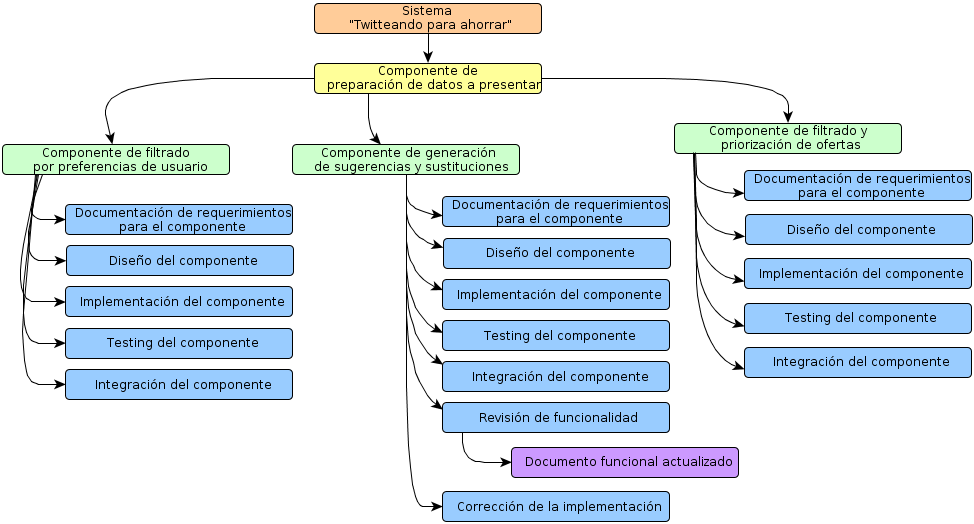 Sistema
"Twitteando para ahorrar"
Componente de
preparación de datos a presentar
Componente de filtrado
por preferencias de usuario
Documentación de requerimientos
para el componente
Diseño del componente
Implementación del componente
Testing del componente
Integración del componente
Componente de generación
de sugerencias y sustituciones
Documentación de requerimientos
para el componente
Diseño del componente
Implementación del componente
Testing del componente
Integración del componente
Revisión de funcionalidad
Documento funcional actualizado
Corrección de la implementación
Componente de filtrado y
priorización de ofertas
Documentación de requerimientos
para el componente
Diseño del componente
Implementación del componente
Testing del componente
Integración del componente